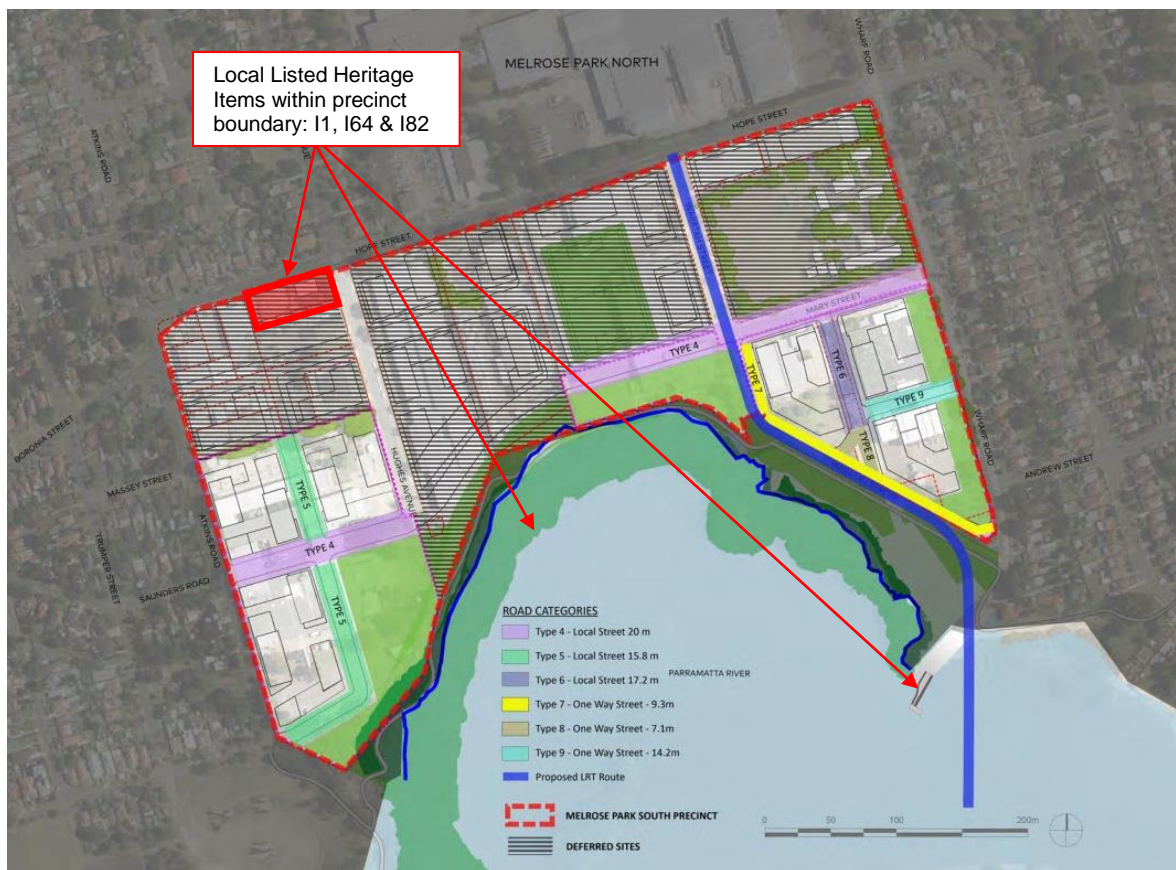 Local Listed Heritage
Items within precinct
boundary: I1, I64 & I82
MELROSE PARK NORTH
WHARF ROAD
ATKINS ROAD
HOPE STREET
HOPE STREET
WHARF ROAD
MARY STREET
TYPE 4
TYPE 7
TYPE 6
TYPE 9
TYPE 8
ANDREW STREET
BORONIA STREET
MASSEY STREET
TRUMPER STREET
ATKINS ROAD
SAUNDERS ROAD
HUGHES AVENUE
TYPE 5
TYPE 4
TYPE 5
ROAD CATEGORIES
Type 4 - Local Street 20 m
Type 5 - Local Street 15.8 m
Type 6 - Local Street 17.2 m
PARRAMATTA RIVER
Type 7 - One Way Street - 9.3m
Type 8 - One Way Street - 7.1m
Type 9 - One Way Street - 14.2m
Proposed LRT Route
MELROSE PARK SOUTH PRECINCT
DEFERRED SITES
0 50 100 200m